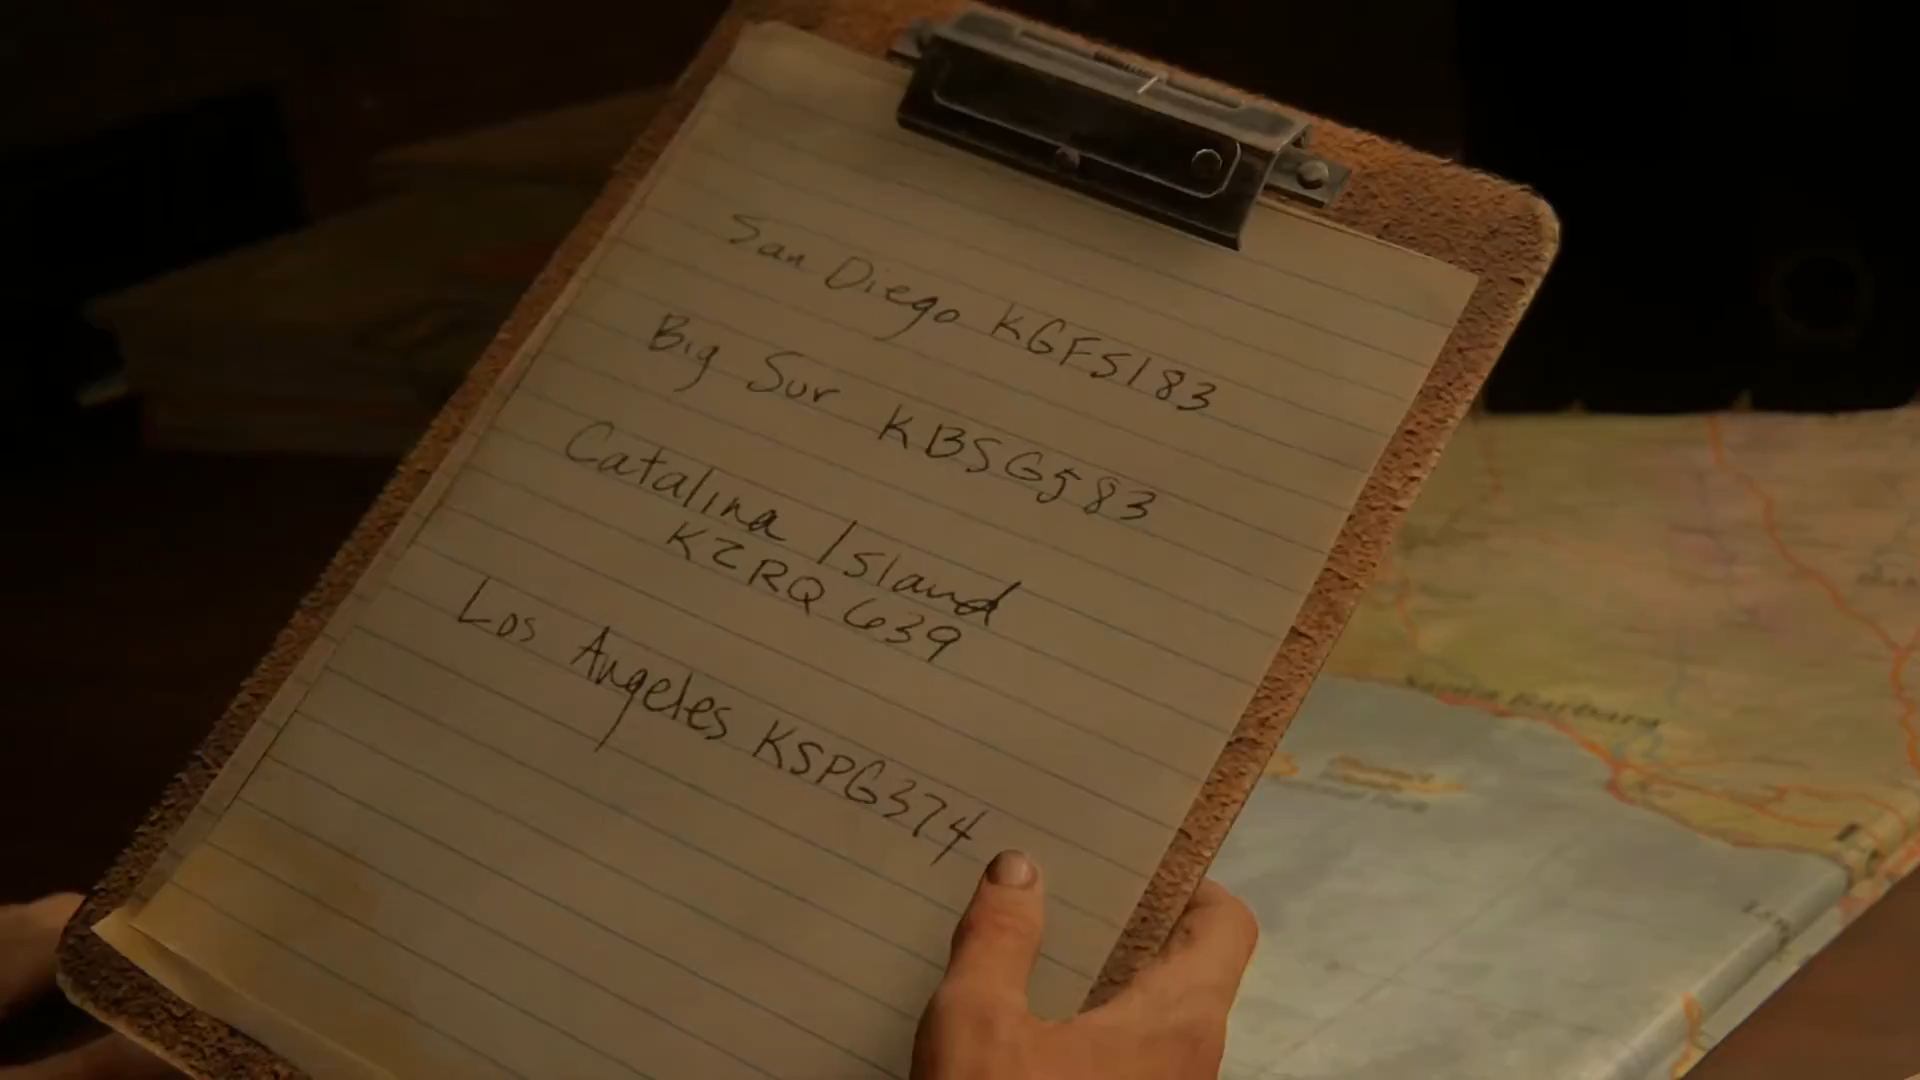 San Diego KGFS183
Big Sur KBSG583
Catalina Island
KZRQ639
Los Angeles KSPG374